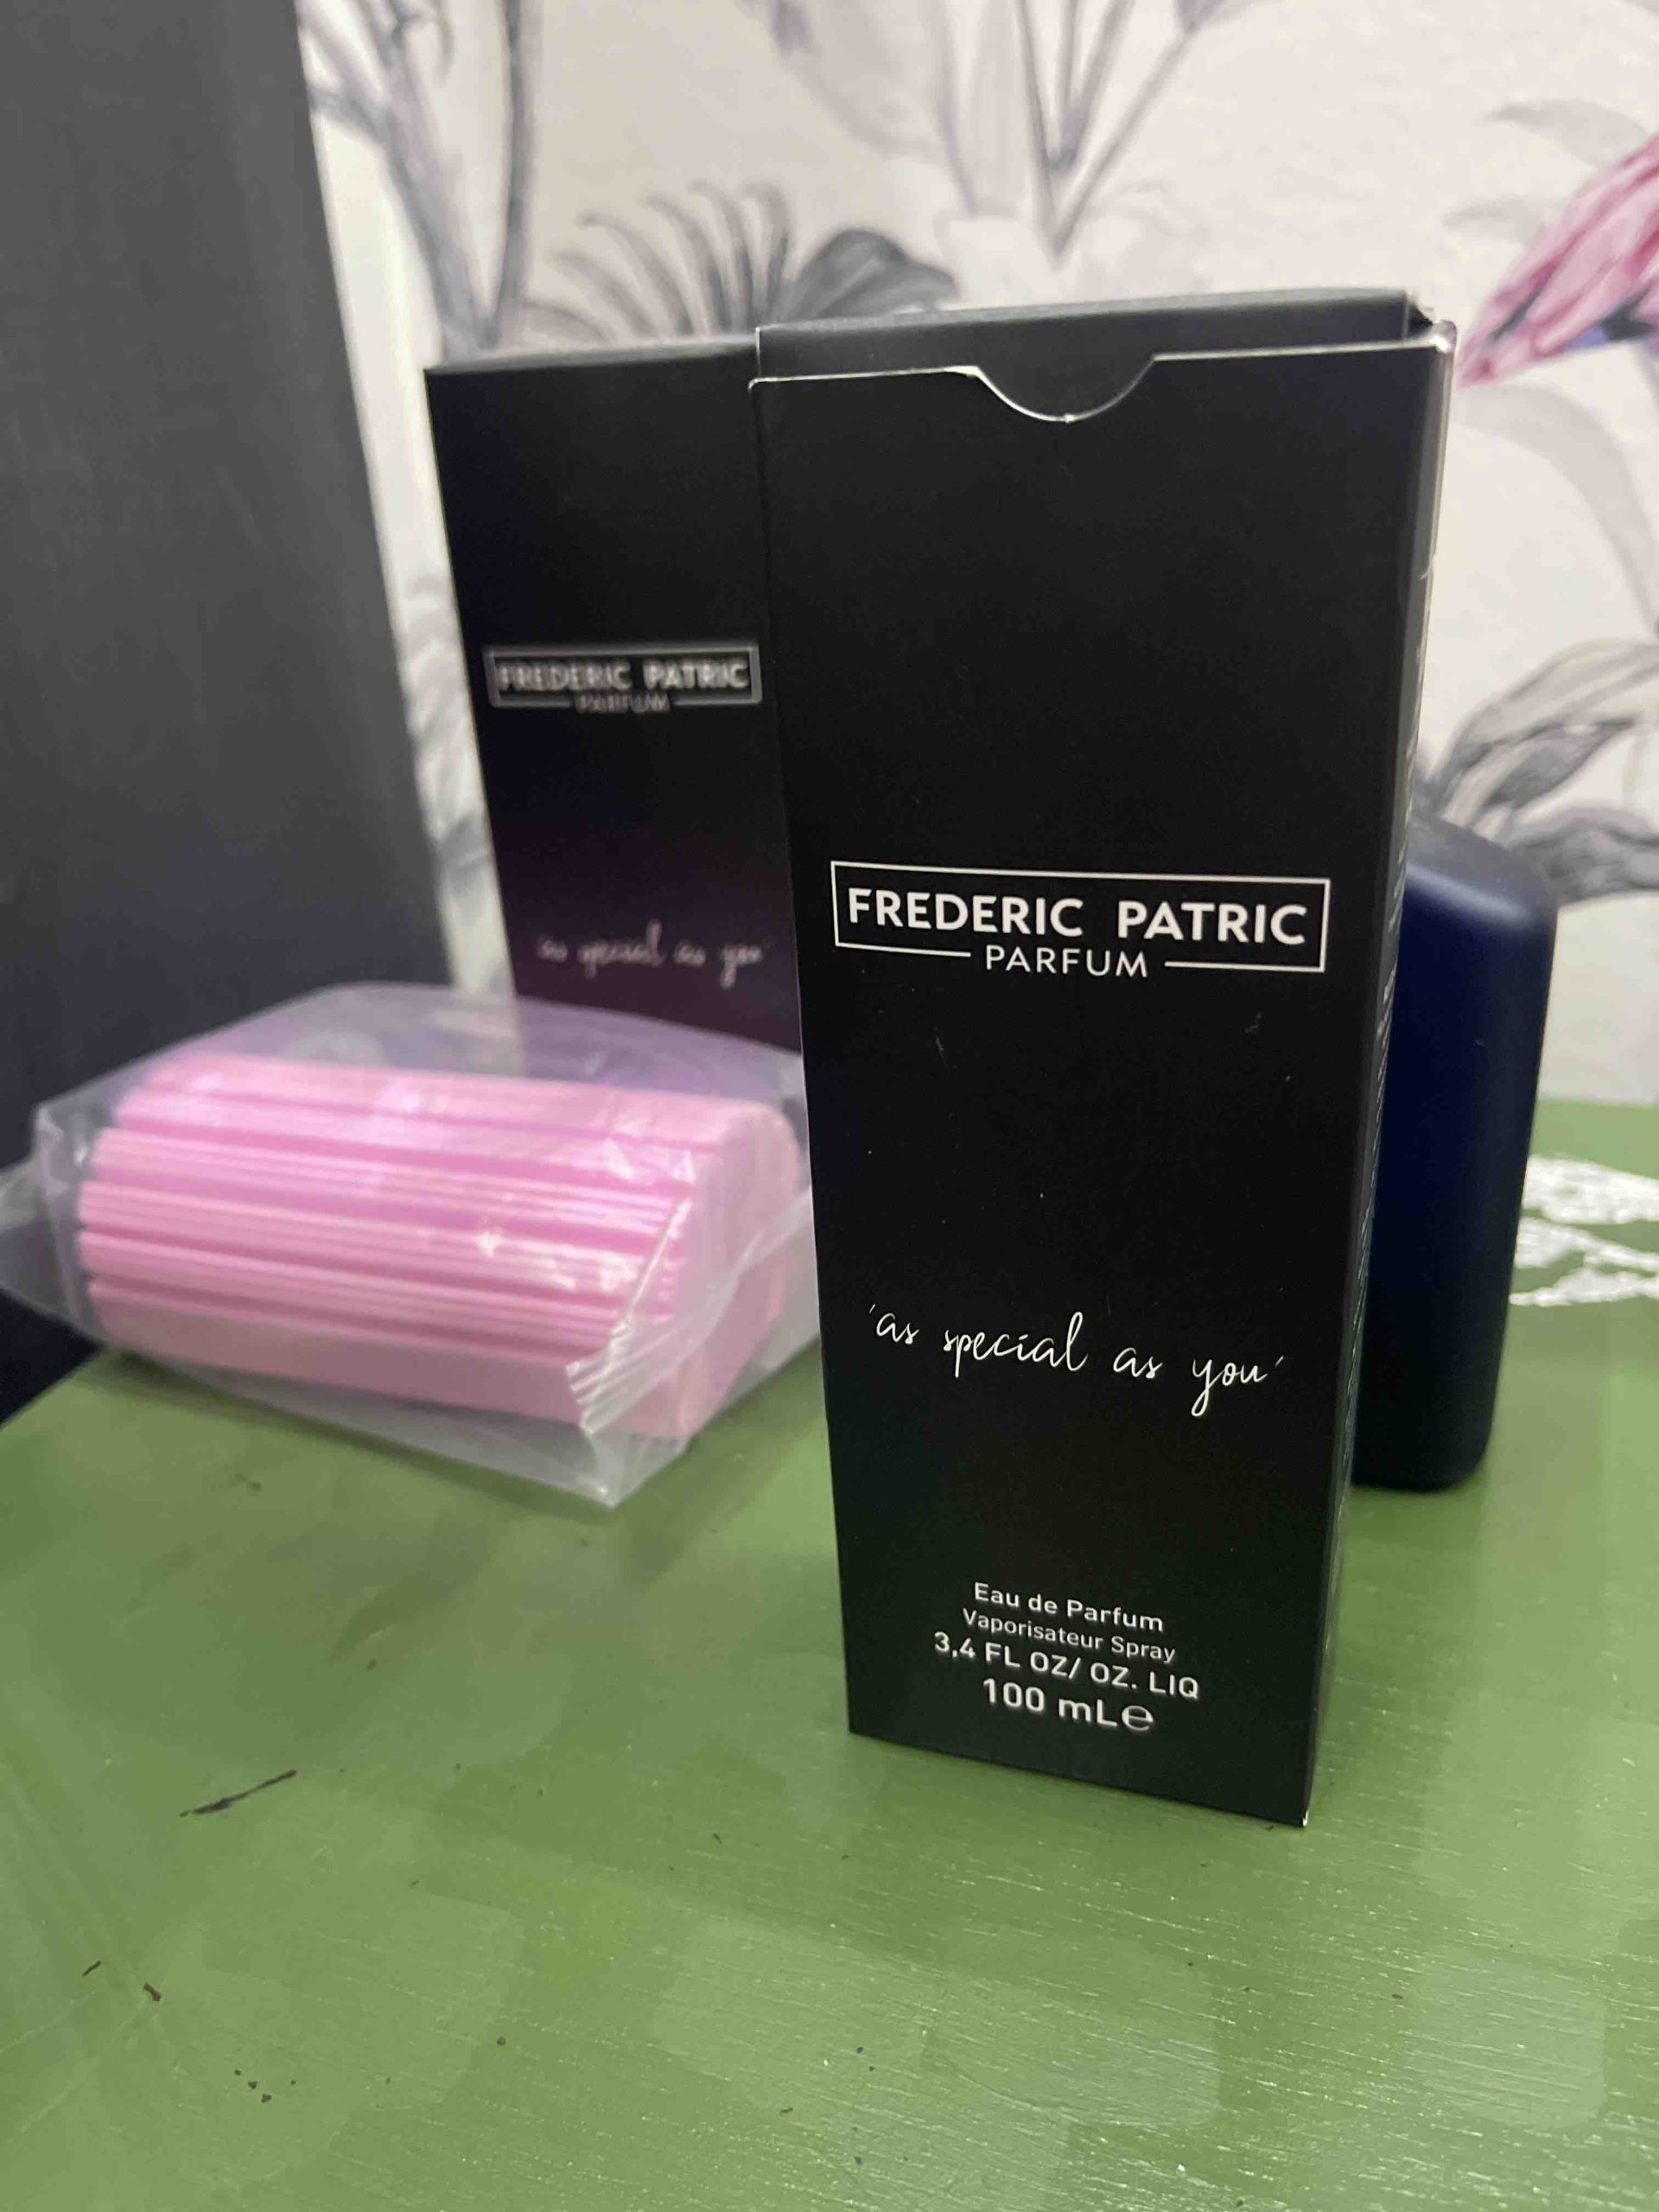 FREDERIC PATRIC
PARFUM
'as special as you'
FREDERIC PATRIC
PARFUM
'as special as you'
Eau de Parfum
Vaporisateur Spray
3,4 FL OZ/ OZ. LIQ
100 mL℮